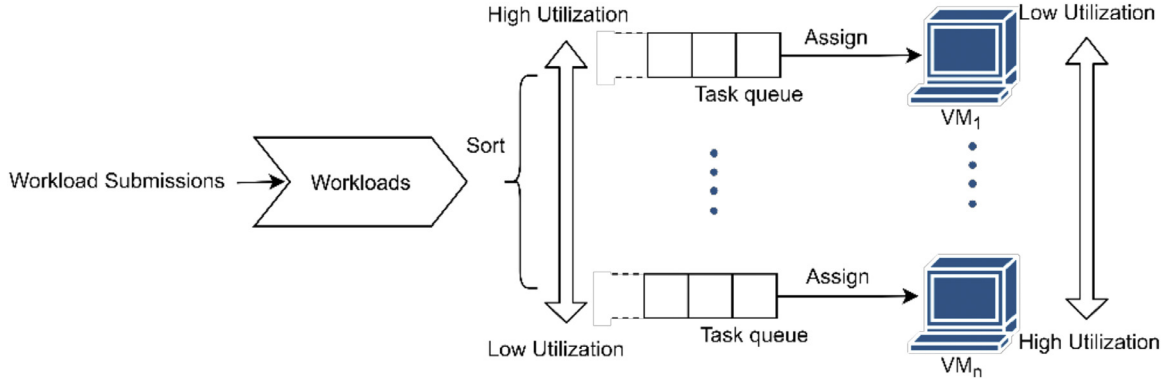 High Utilization
Low Utilization
Assign
Task queue
VM₁
Sort
Workload Submissions
Workloads
Assign
Task queue
Low Utilization
High Utilization
VMₙ